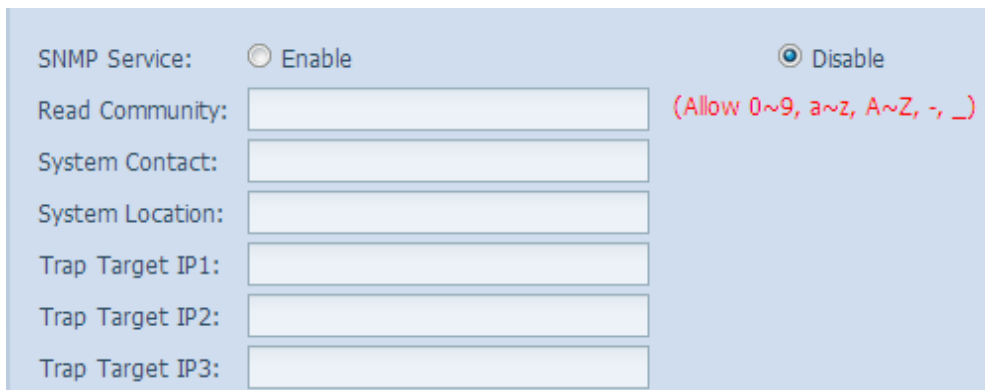 SNMP Service: Enable Disable
Read Community: (Allow 0~9, a~z, A~Z, -, _)
System Contact:
System Location:
Trap Target IP1:
Trap Target IP2:
Trap Target IP3: